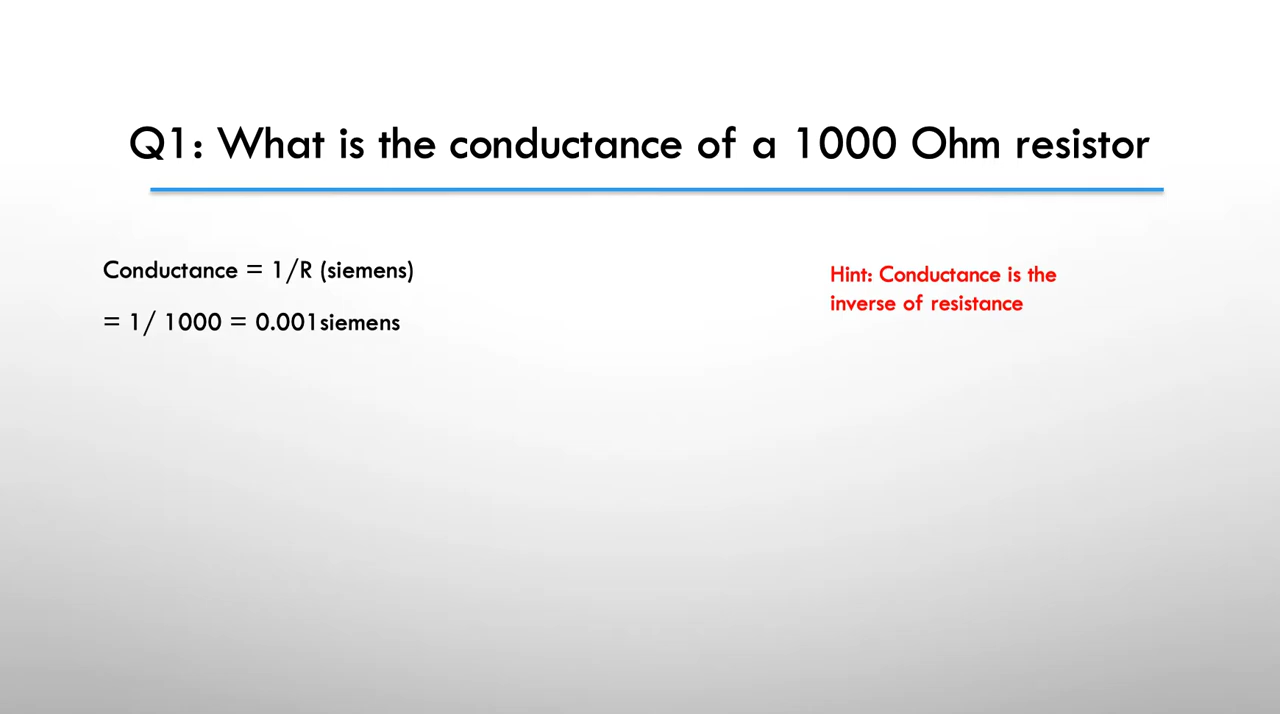 Q1: What is the conductance of a 1000 Ohm resistor
Conductance = 1/R (siemens)
= 1/ 1000 = 0.001siemens
Hint: Conductance is the
inverse of resistance